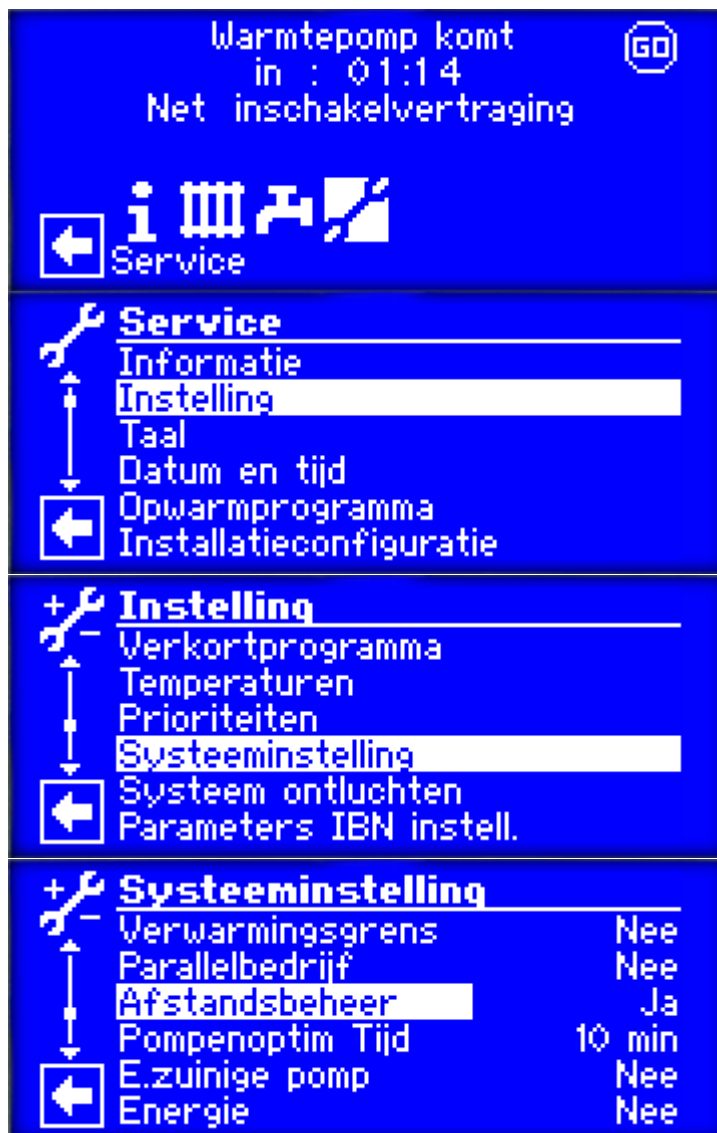 Warmtepomp komt
in : 01:14
Net inschakelvertraging
GO
Service
Service
Informatie
Instelling
Taal
Datum en tijd
Opwarmprogramma
Installatieconfiguratie
Instelling
Verkortprogramma
Temperaturen
Prioriteiten
Systeeminstelling
Systeem ontluchten
Parameters IBN instell.
Systeeminstelling
Verwarmingsgrens Nee
Parallelbedrijf Nee
Afstandsbeheer Ja
Pompenoptim Tijd 10 min
E.zuinige pomp Nee
Energie Nee